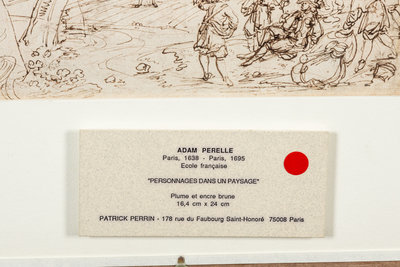 ADAM PERELLE
Paris, 1638 - Paris, 1695
Ecole française
"PERSONNAGES DANS UN PAYSAGE"
Plume et encre brune
16,4 cm x 24 cm
PATRICK PERRIN - 178 rue du Faubourg Saint-Honoré 75008 Paris